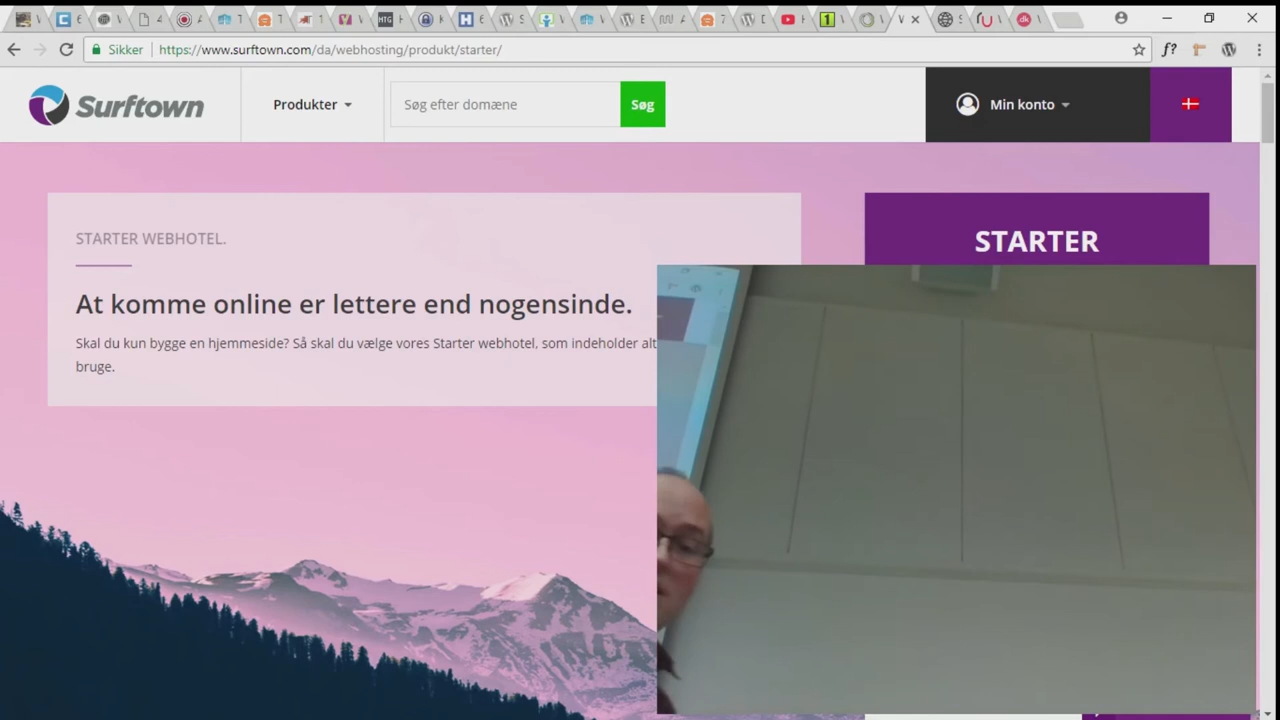 Sikker
https://www.surftown.com/da/webhosting/produkt/starter/
f?
Surftown
Produkter
Søg efter domæne
Søg
Min konto
STARTER WEBHOTEL.
At komme online er lettere end nogensinde.
Skal du kun bygge en hjemmeside? Så skal du vælge vores Starter webhotel, som indeholder alt
bruge.
STARTER